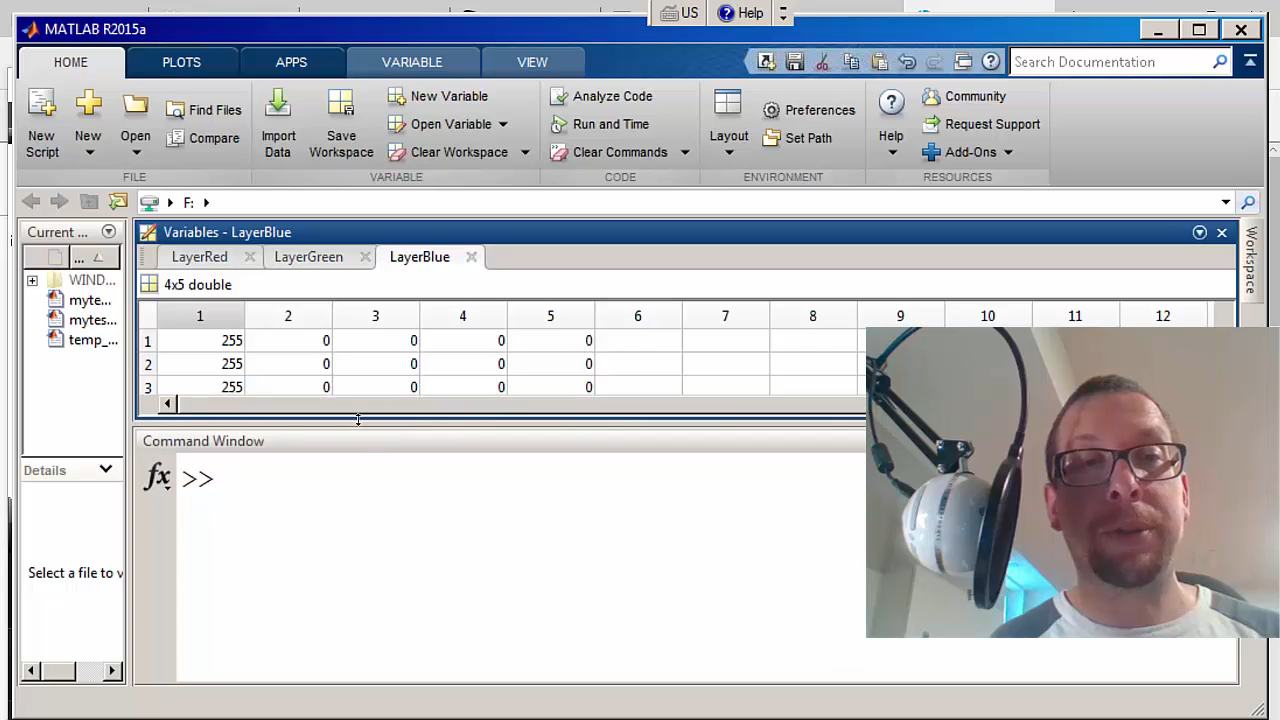 US Help
MATLAB R2015a
HOME PLOTS APPS VARIABLE VIEW Search Documentation
New Script New Open Find Files Compare Import Data Save Workspace New Variable Open Variable Clear Workspace Analyze Code Run and Time Clear Commands Layout Preferences Set Path Help Community Request Support Add-Ons
FILE VARIABLE CODE ENVIRONMENT RESOURCES
F:
Current ... Variables - LayerBlue Workspace
... LayerRed LayerGreen LayerBlue
WIND... 4x5 double
myte...
mytes...
temp_...
1 2 3 4 5 6 7 8 9 10 11 12
1 255 0 0 0 0
2 255 0 0 0 0
3 255 0 0 0 0
Command Window
Details
fx >>
Select a file to v